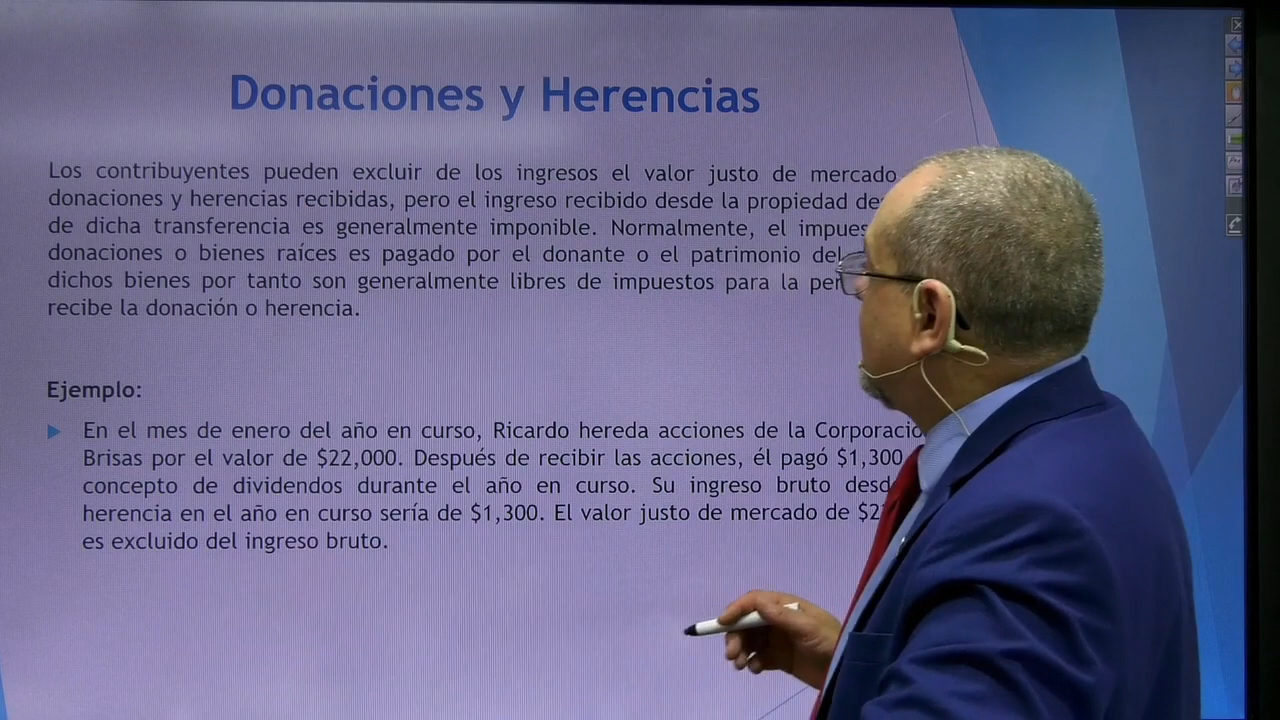 Donaciones y Herencias
Los contribuyentes pueden excluir de los ingresos el valor justo de mercado
donaciones y herencias recibidas, pero el ingreso recibido desde la propiedad
de dicha transferencia es generalmente imponible. Normalmente, el
donaciones o bienes raíces es pagado por el donante o el patrimonio del
dichos bienes por tanto son generalmente libres de impuestos para la
recibe la donación o herencia.
Ejemplo:
En el mes de enero del año en curso, Ricardo hereda acciones de la
Brisas por el valor de $22,000. Después de recibir las acciones, él pagó $1,300
concepto de dividendos durante el año en curso. Su ingreso bruto
herencia en el año en curso sería de $1,300. El valor justo de mercado de
es excluido del ingreso bruto.